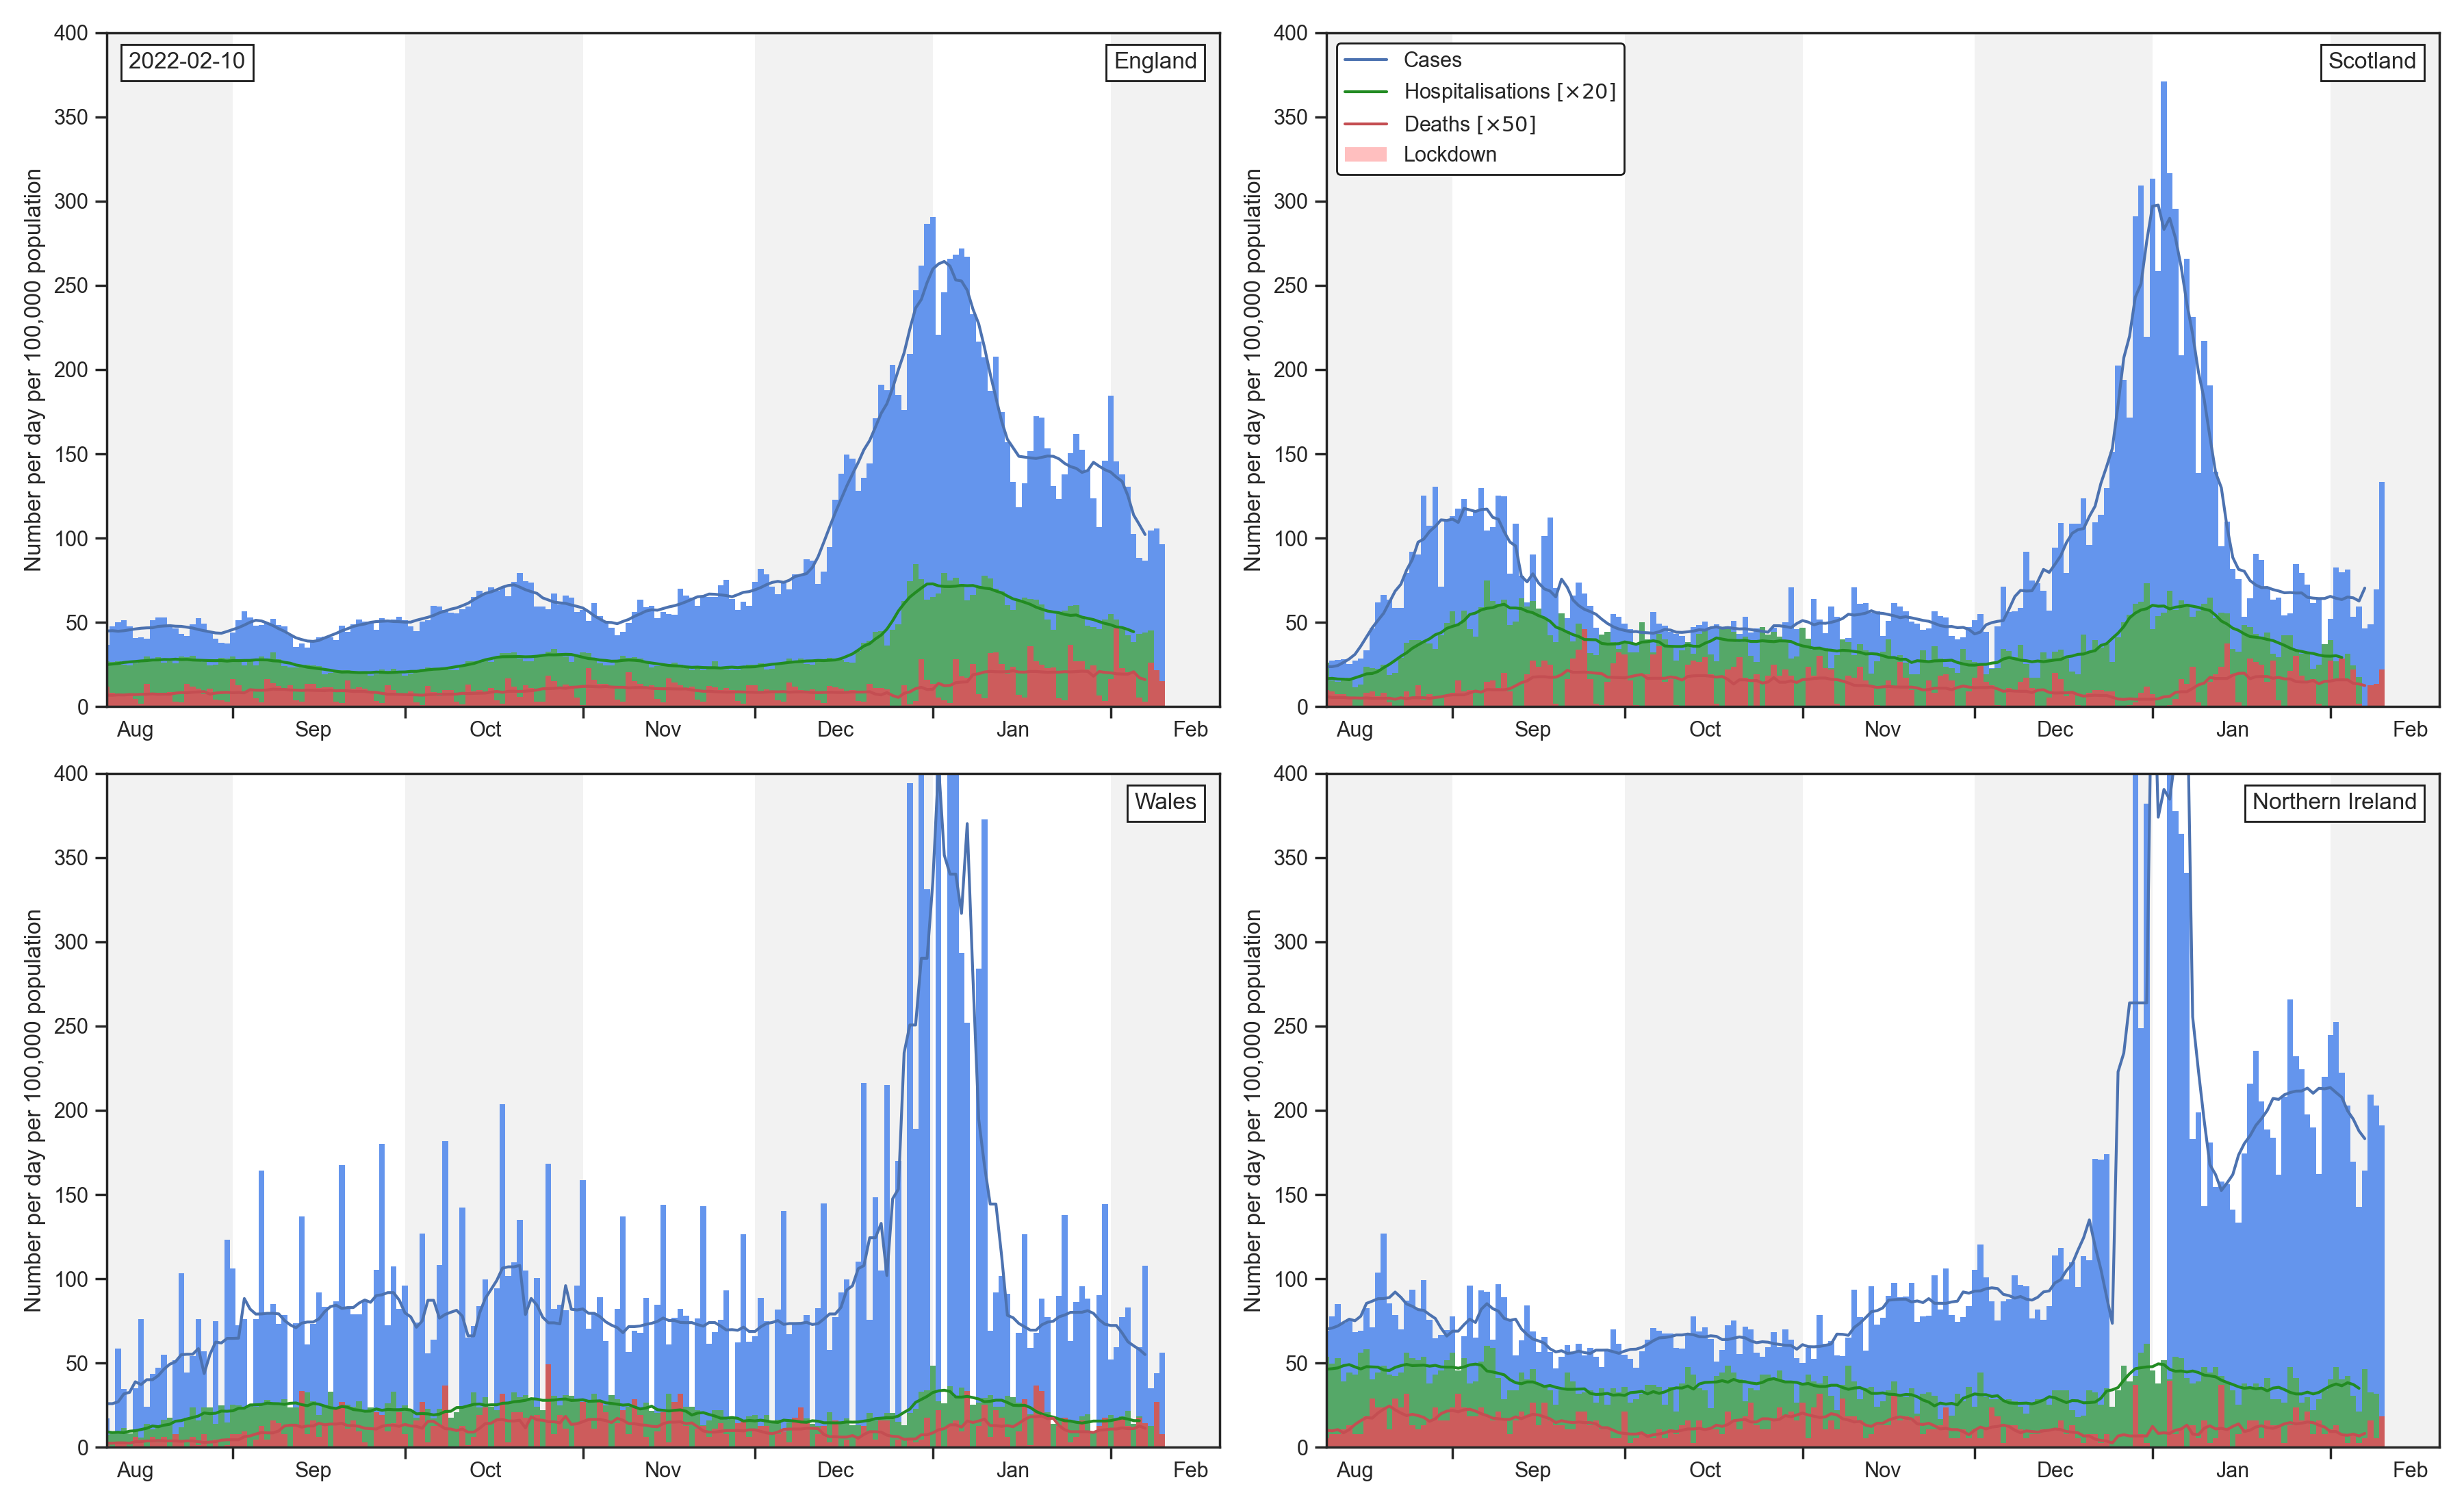 400
350
300
250
200
150
100
50
0
Number per day per 100,000 population
2022-02-10
England
Aug Sep Oct Nov Dec Jan Feb
400
350
300
250
200
150
100
50
0
Number per day per 100,000 population
Cases
Hospitalisations [×20]
Deaths [×50]
Lockdown
Scotland
Aug Sep Oct Nov Dec Jan Feb
400
350
300
250
200
150
100
50
0
Number per day per 100,000 population
Wales
Aug Sep Oct Nov Dec Jan Feb
400
350
300
250
200
150
100
50
0
Number per day per 100,000 population
Northern Ireland
Aug Sep Oct Nov Dec Jan Feb